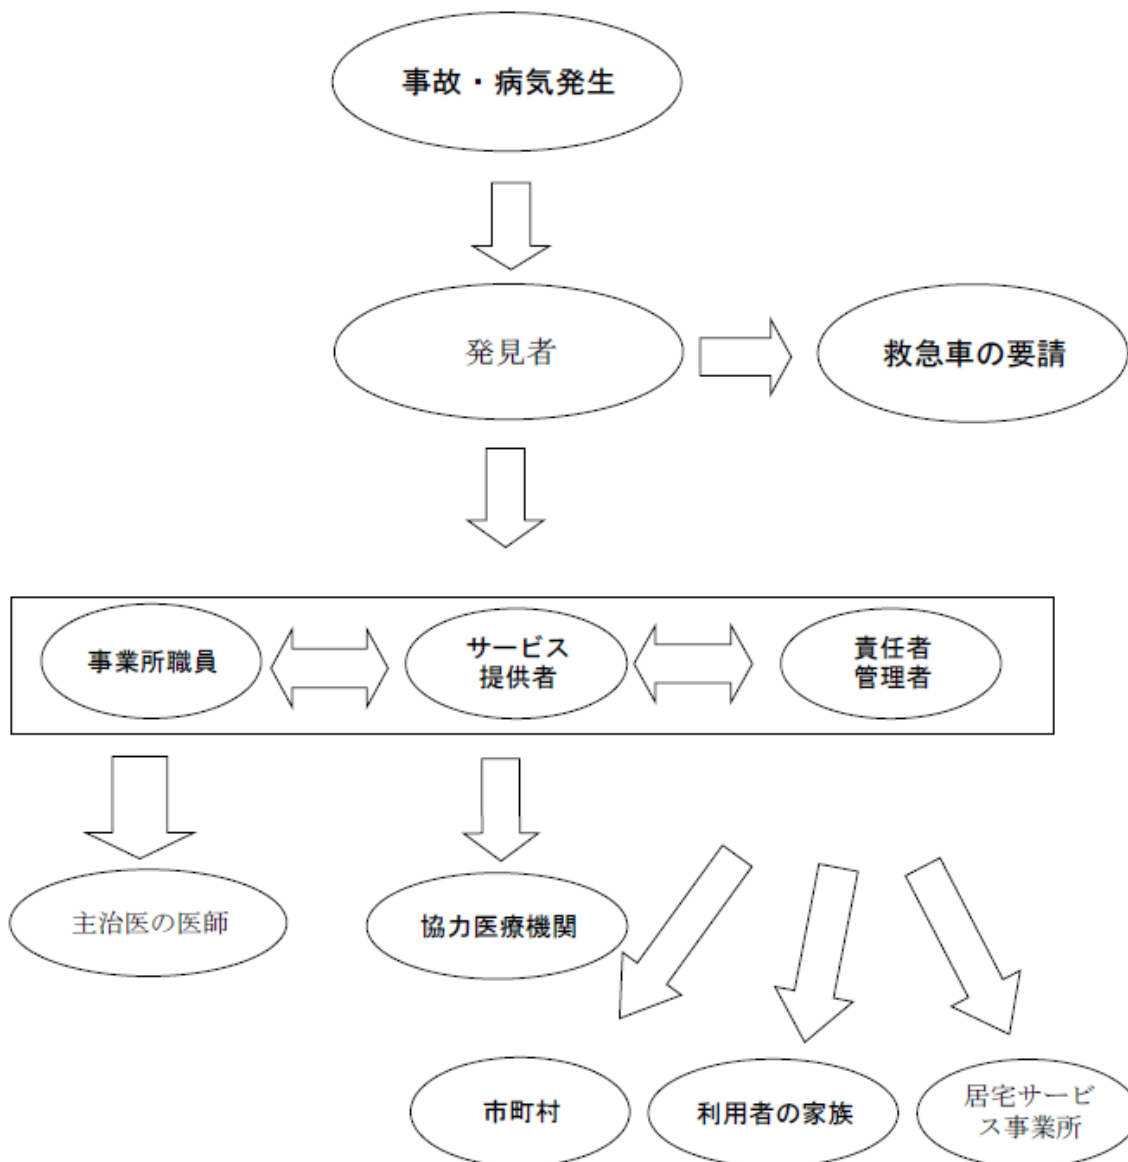 事故・病気発生
発見者
救急車の要請
事業所職員
サービス
提供者
責任者
管理者
主治医の医師
協力医療機関
市町村
利用者の家族
居宅サービ
ス事業所